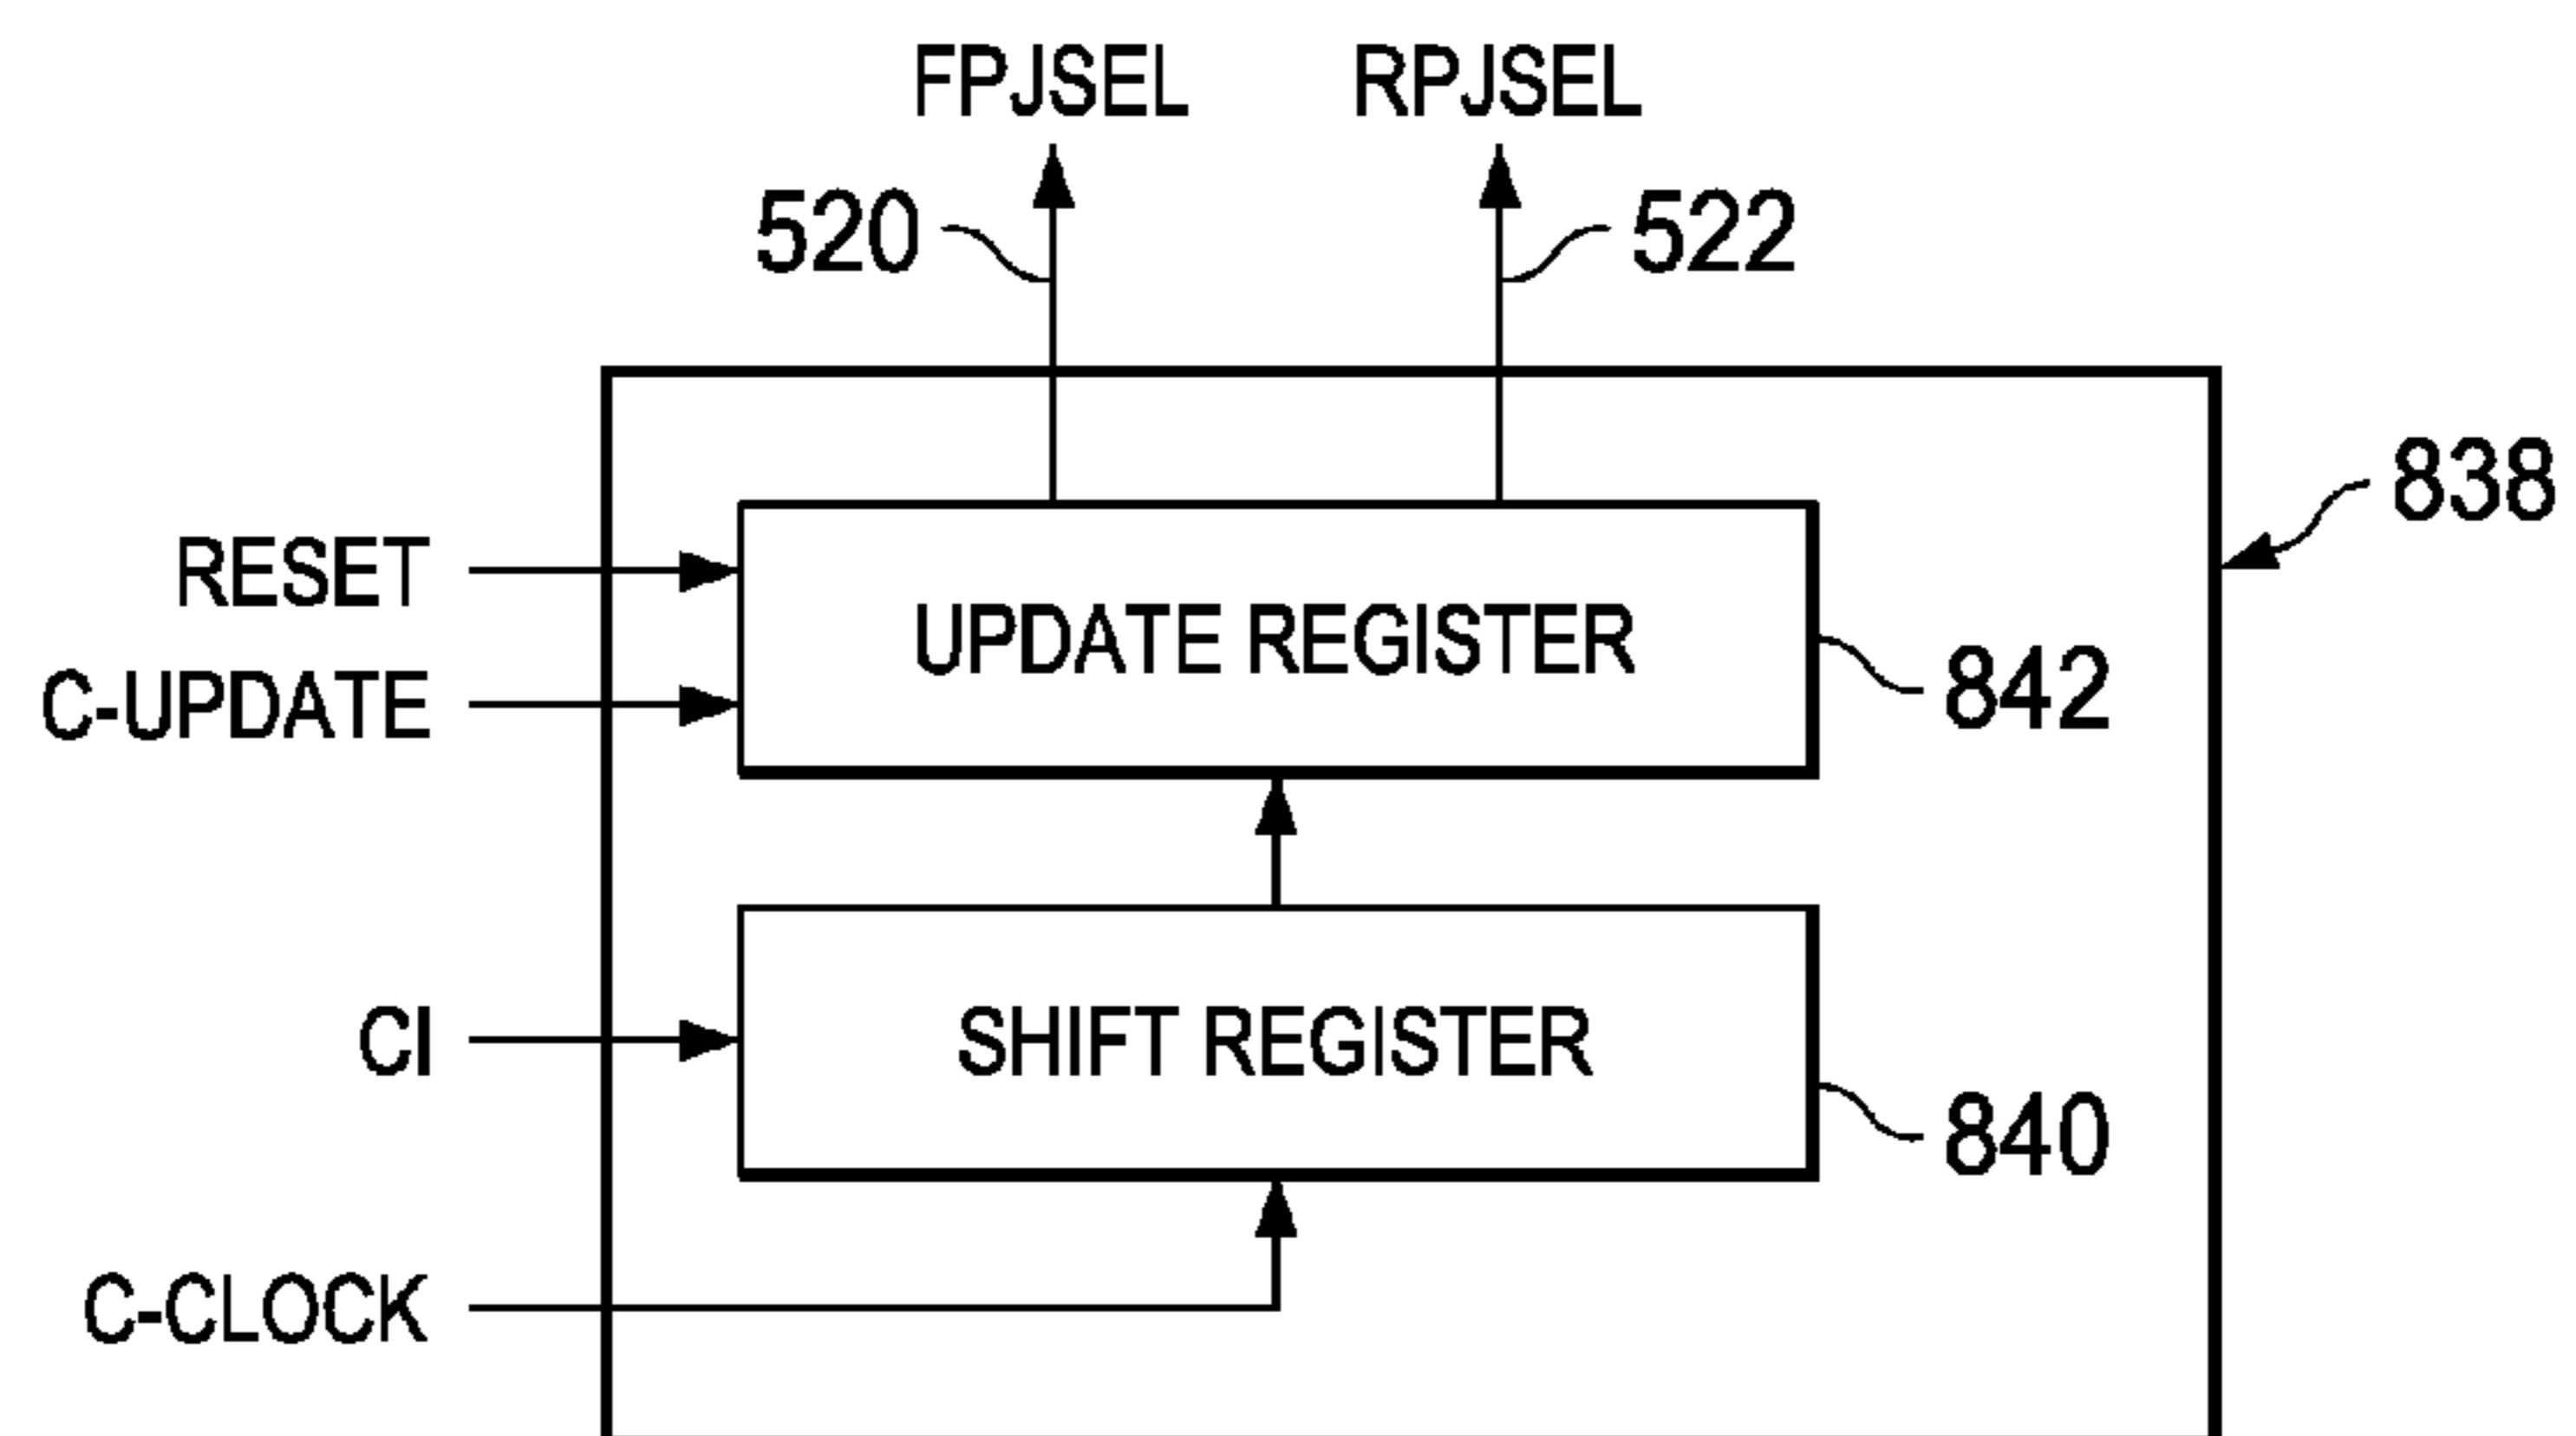 FPJSEL RPJSEL
520 522
838
RESET
UPDATE REGISTER
C-UPDATE
842
CI
SHIFT REGISTER
840
C-CLOCK